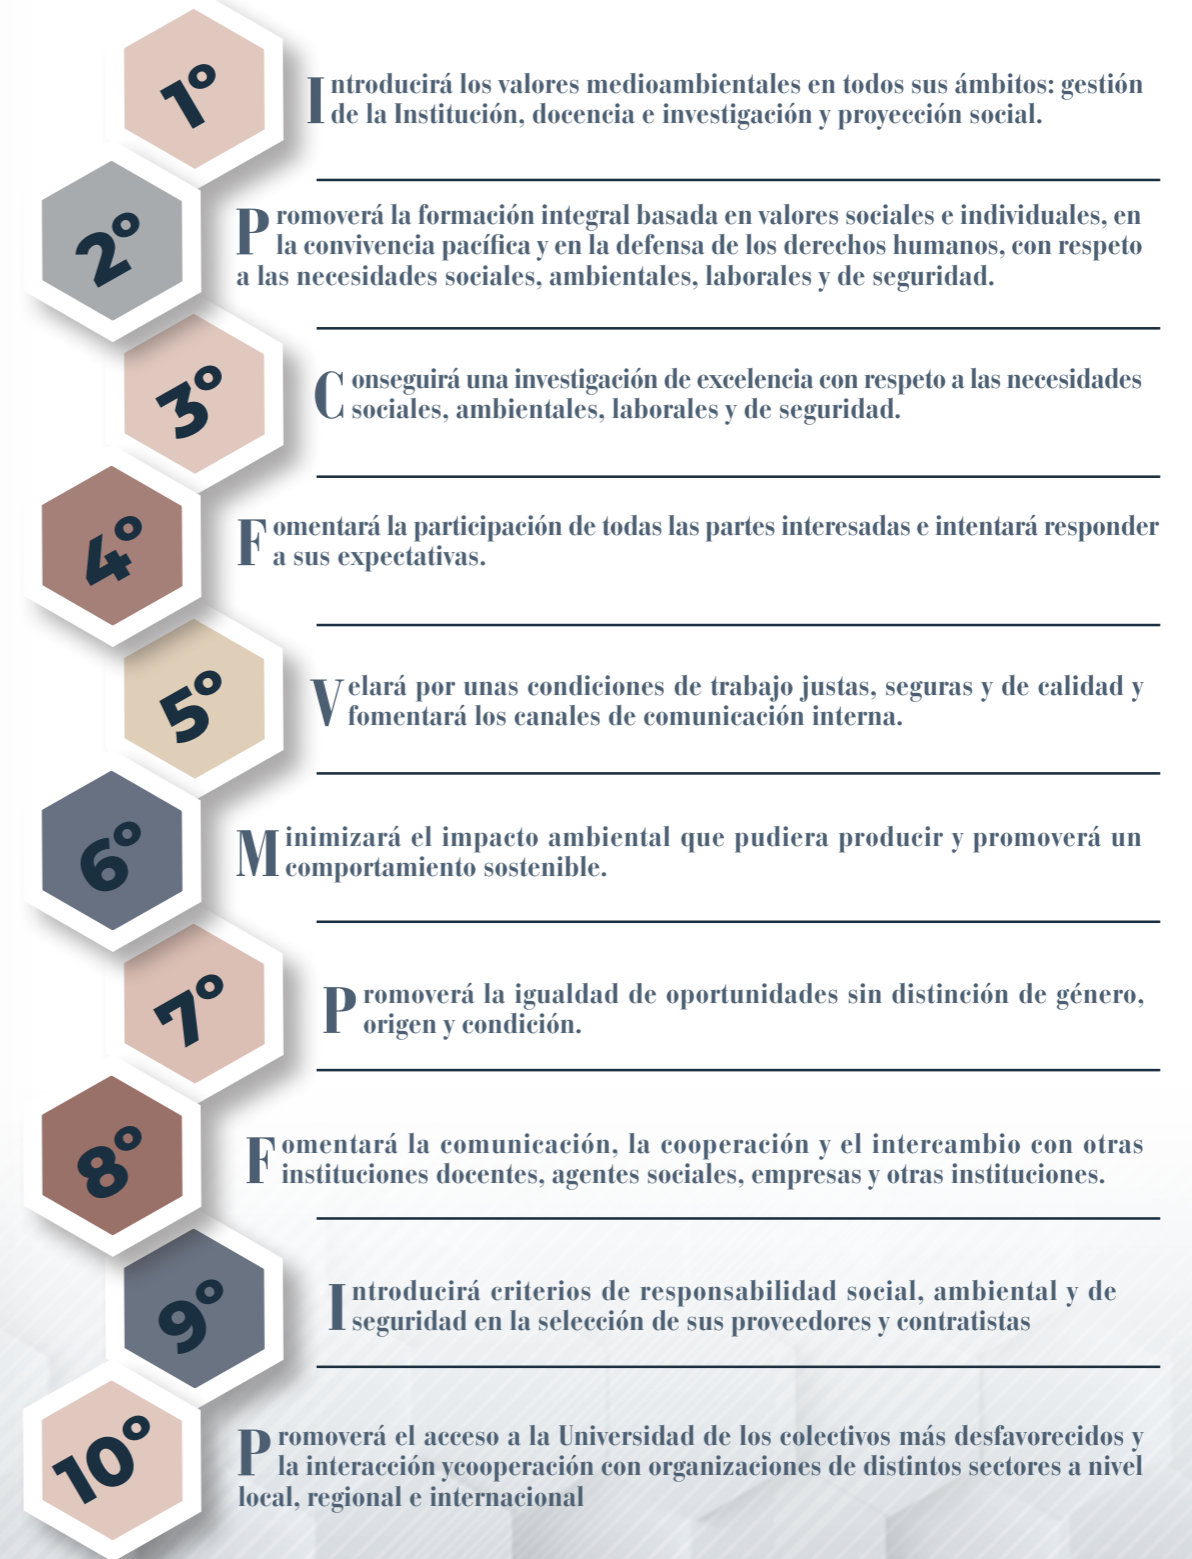 1º
Introducirá los valores medioambientales en todos sus ámbitos: gestión
de la Institución, docencia e investigación y proyección social.
2º
Promoverá la formación integral basada en valores sociales e individuales, en
la convivencia pacífica y en la defensa de los derechos humanos, con respeto
a las necesidades sociales, ambientales, laborales y de seguridad.
3º
Conseguirá una investigación de excelencia con respeto a las necesidades
sociales, ambientales, laborales y de seguridad.
4º
Fomentará la participación de todas las partes interesadas e intentará responder
a sus expectativas.
5º
Velará por unas condiciones de trabajo justas, seguras y de calidad y
fomentará los canales de comunicación interna.
6º
Minimizará el impacto ambiental que pudiera producir y promoverá un
comportamiento sostenible.
7º
Promoverá la igualdad de oportunidades sin distinción de género,
origen y condición.
8º
Fomentará la comunicación, la cooperación y el intercambio con otras
instituciones docentes, agentes sociales, empresas y otras instituciones.
9º
Introducirá criterios de responsabilidad social, ambiental y de
seguridad en la selección de sus proveedores y contratistas
10º
Promoverá el acceso a la Universidad de los colectivos más desfavorecidos y
la interacción ycooperación con organizaciones de distintos sectores a nivel
local, regional e internacional